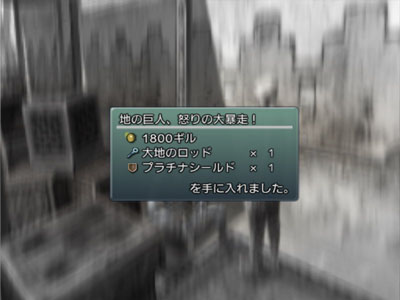 地の巨人、怒りの大暴走！
1800ギル
大地のロッド × 1
プラチナシールド × 1
を手に入れました。